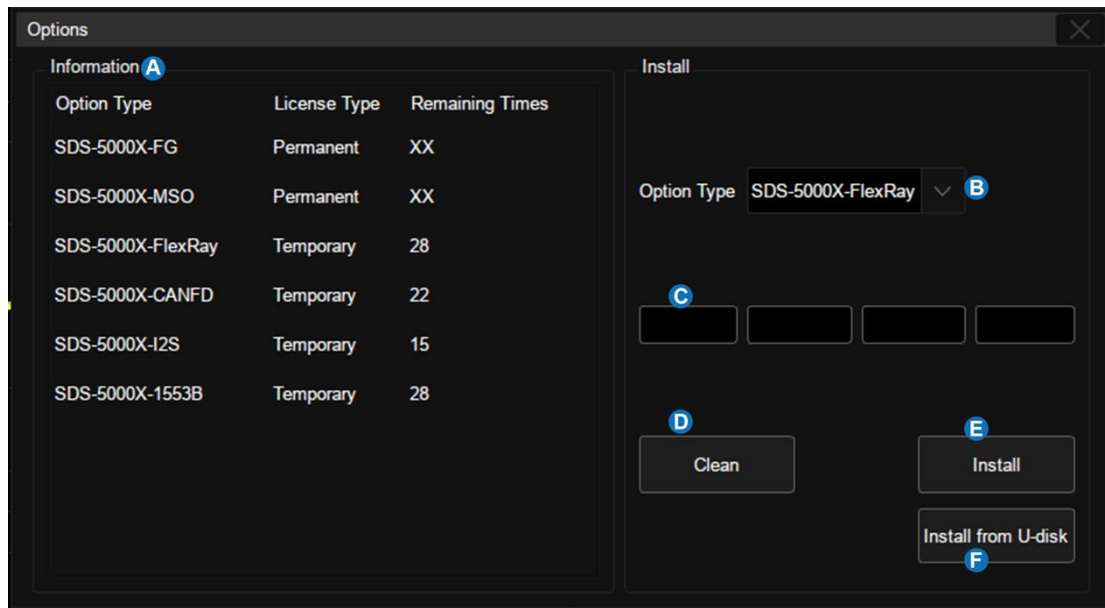 Options
Information A
Option Type License Type Remaining Times
SDS-5000X-FG Permanent XX
SDS-5000X-MSO Permanent XX
SDS-5000X-FlexRay Temporary 28
SDS-5000X-CANFD Temporary 22
SDS-5000X-I2S Temporary 15
SDS-5000X-1553B Temporary 28
Install
Option Type SDS-5000X-FlexRay B
C
D
Clean
E
Install
Install from U-disk
F